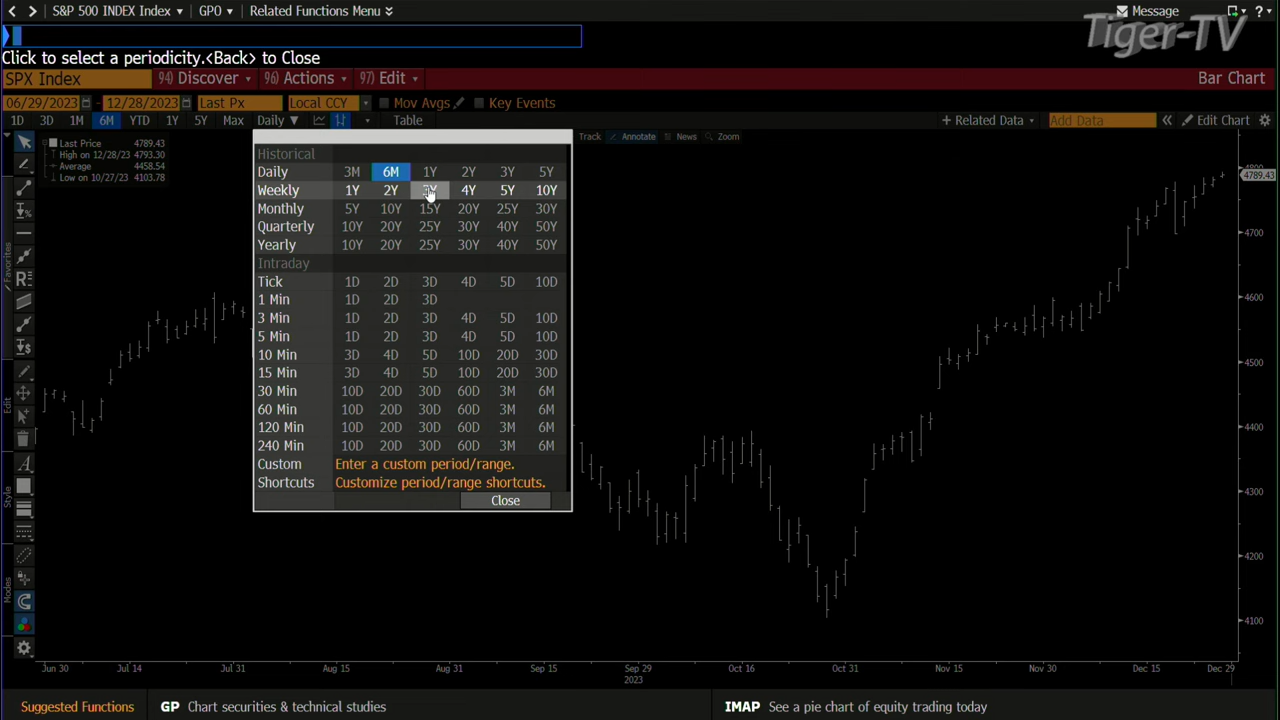 S&P 500 INDEX Index GPO Related Functions Menu Message ?
Tiger-TV
Click to select a periodicity.<Back> to Close
SPX Index 94) Discover 96) Actions 97) Edit Bar Chart
06/29/2023 - 12/28/2023 Last Px Local CCY Mov Avgs Key Events
1D 3D 1M 6M YTD 1Y 5Y Max Daily Table + Related Data Add Data « Edit Chart
Track Annotate News Zoom
Last Price 4789.43
High on 12/28/23 4793.30
Average 4458.54
Low on 10/27/23 4103.78
Historical
Daily 3M 6M 1Y 2Y 3Y 5Y
Weekly 1Y 2Y 3Y 4Y 5Y 10Y
Monthly 5Y 10Y 15Y 20Y 25Y 30Y
Quarterly 10Y 20Y 25Y 30Y 40Y 50Y
Yearly 10Y 20Y 25Y 30Y 40Y 50Y
Intraday
Tick 1D 2D 3D 4D 5D 10D
1 Min 1D 2D 3D
3 Min 1D 2D 3D 4D 5D 10D
5 Min 1D 2D 3D 4D 5D 10D
10 Min 3D 4D 5D 10D 20D 30D
15 Min 3D 4D 5D 10D 20D 30D
30 Min 10D 20D 30D 60D 3M 6M
60 Min 10D 20D 30D 60D 3M 6M
120 Min 10D 20D 30D 60D 3M 6M
240 Min 10D 20D 30D 60D 3M 6M
Custom Enter a custom period/range.
Shortcuts Customize period/range shortcuts.
Close
Favorites
Edit
Style
Modes
4800
4789.43
4700
4600
4500
4400
4300
4200
4100
Jun 30 Jul 14 Jul 31 Aug 15 Aug 31 Sep 15 Sep 29 Oct 16 Oct 31 Nov 15 Nov 30 Dec 15 Dec 29
2023
Suggested Functions GP Chart securities & technical studies IMAP See a pie chart of equity trading today